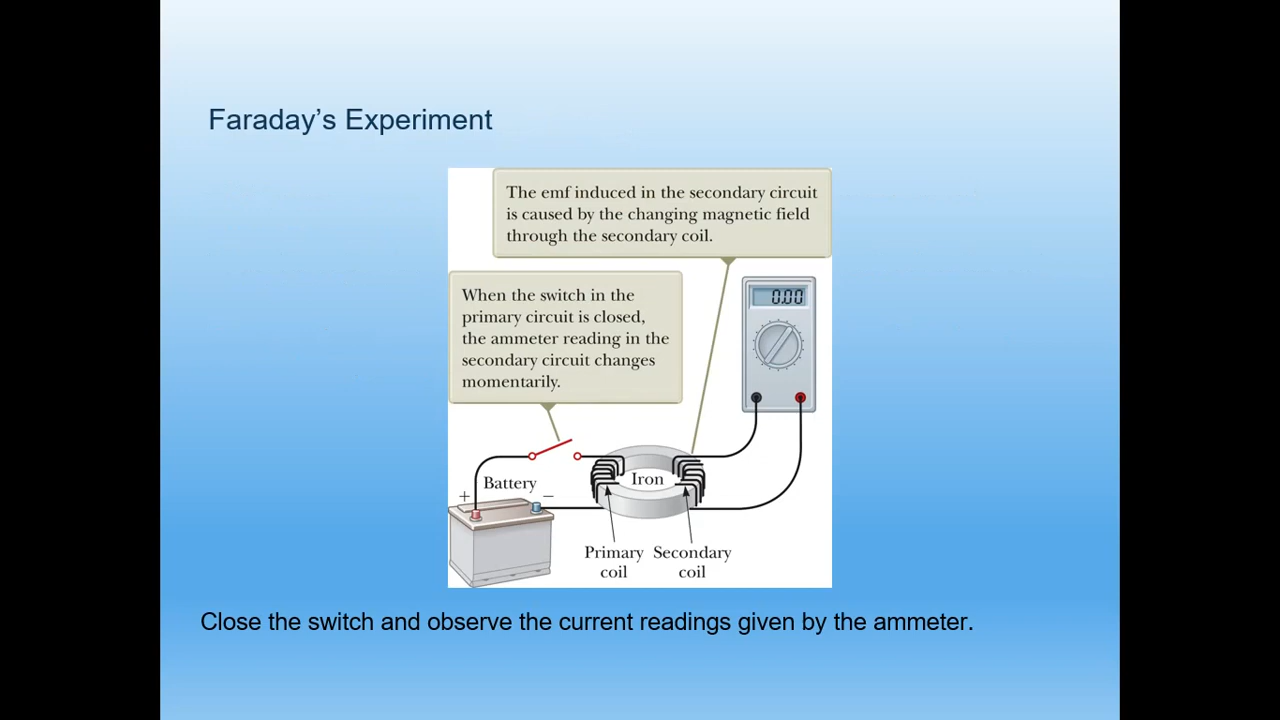 Faraday's Experiment
The emf induced in the secondary circuit
is caused by the changing magnetic field
through the secondary coil.
When the switch in the
primary circuit is closed,
the ammeter reading in the
secondary circuit changes
momentarily.
0.00
Battery
+
−
Iron
Primary
coil
Secondary
coil
Close the switch and observe the current readings given by the ammeter.